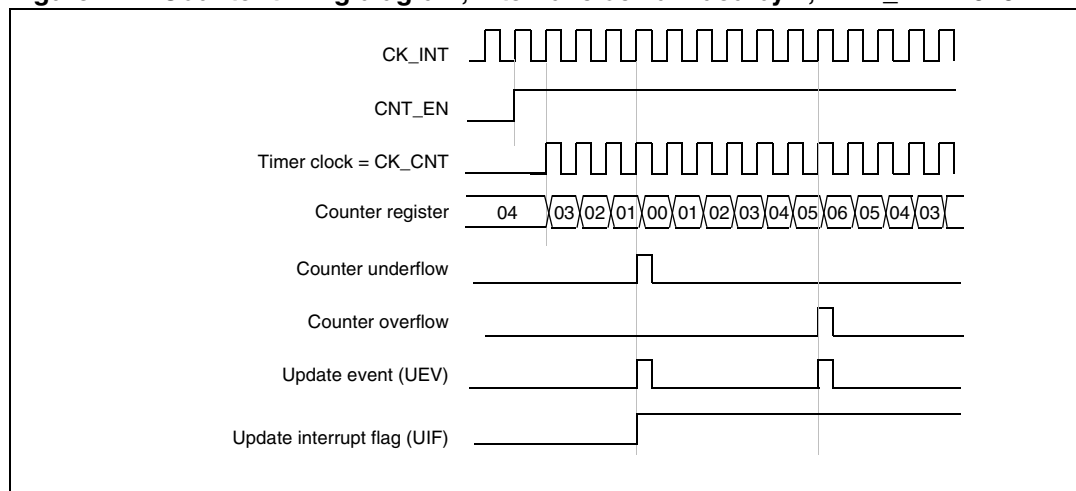 CK_INT
CNT_EN
Timer clock = CK_CNT
Counter register 04 03 02 01 00 01 02 03 04 05 06 05 04 03
Counter underflow
Counter overflow
Update event (UEV)
Update interrupt flag (UIF)